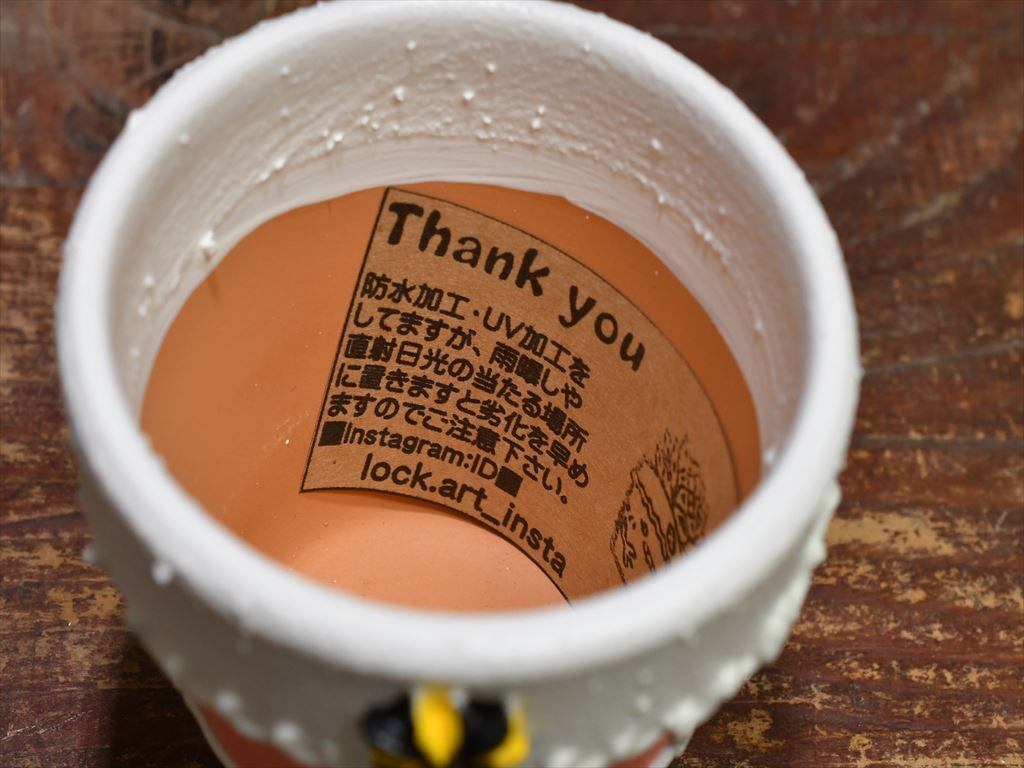 Thank you
防水加工・UV加工を
してますが、雨曝しや
直射日光の当たる場所
に置きますと劣化を早め
ますのでご注意下さい。
■Instagram:ID■
lock.art_insta